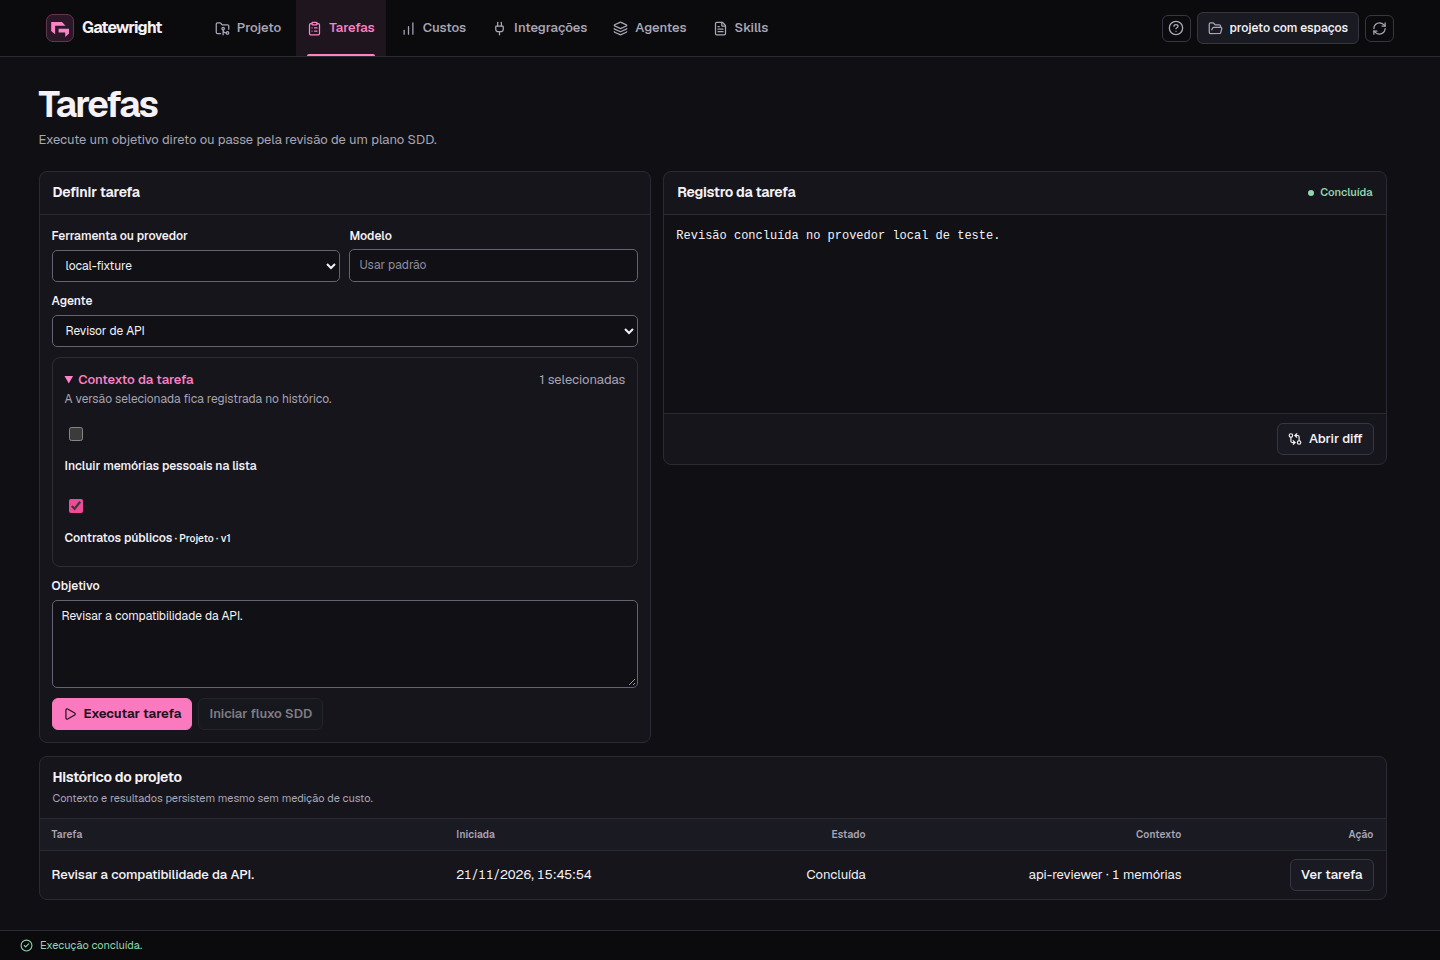 Gatewright
Projeto
Tarefas
Custos
Integrações
Agentes
Skills
projeto com espaços
Tarefas
Execute um objetivo direto ou passe pela revisão de um plano SDD.
Definir tarefa
Ferramenta ou provedor
Modelo
local-fixture
Usar padrão
Agente
Revisor de API
Contexto da tarefa
1 selecionadas
A versão selecionada fica registrada no histórico.
Incluir memórias pessoais na lista
Contratos públicos · Projeto · v1
Objetivo
Revisar a compatibilidade da API.
Executar tarefa
Iniciar fluxo SDD
Registro da tarefa
Concluída
Revisão concluída no provedor local de teste.
Abrir diff
Histórico do projeto
Contexto e resultados persistem mesmo sem medição de custo.
Tarefa Iniciada Estado Contexto Ação
Revisar a compatibilidade da API. 21/11/2026, 15:45:54 Concluída api-reviewer · 1 memórias Ver tarefa
Execução concluída.